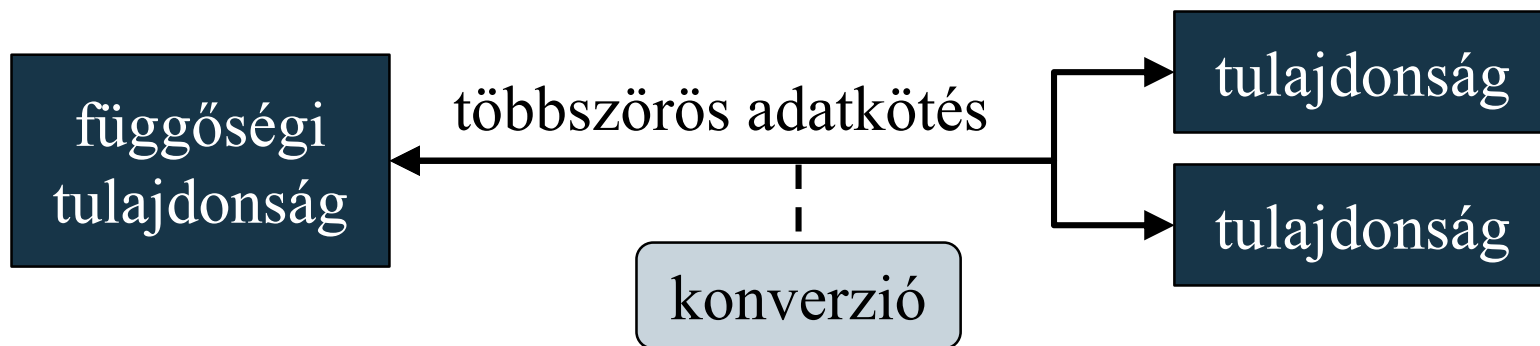 függőségi
tulajdonság
többszörös adatkötés
konverzió
tulajdonság
tulajdonság